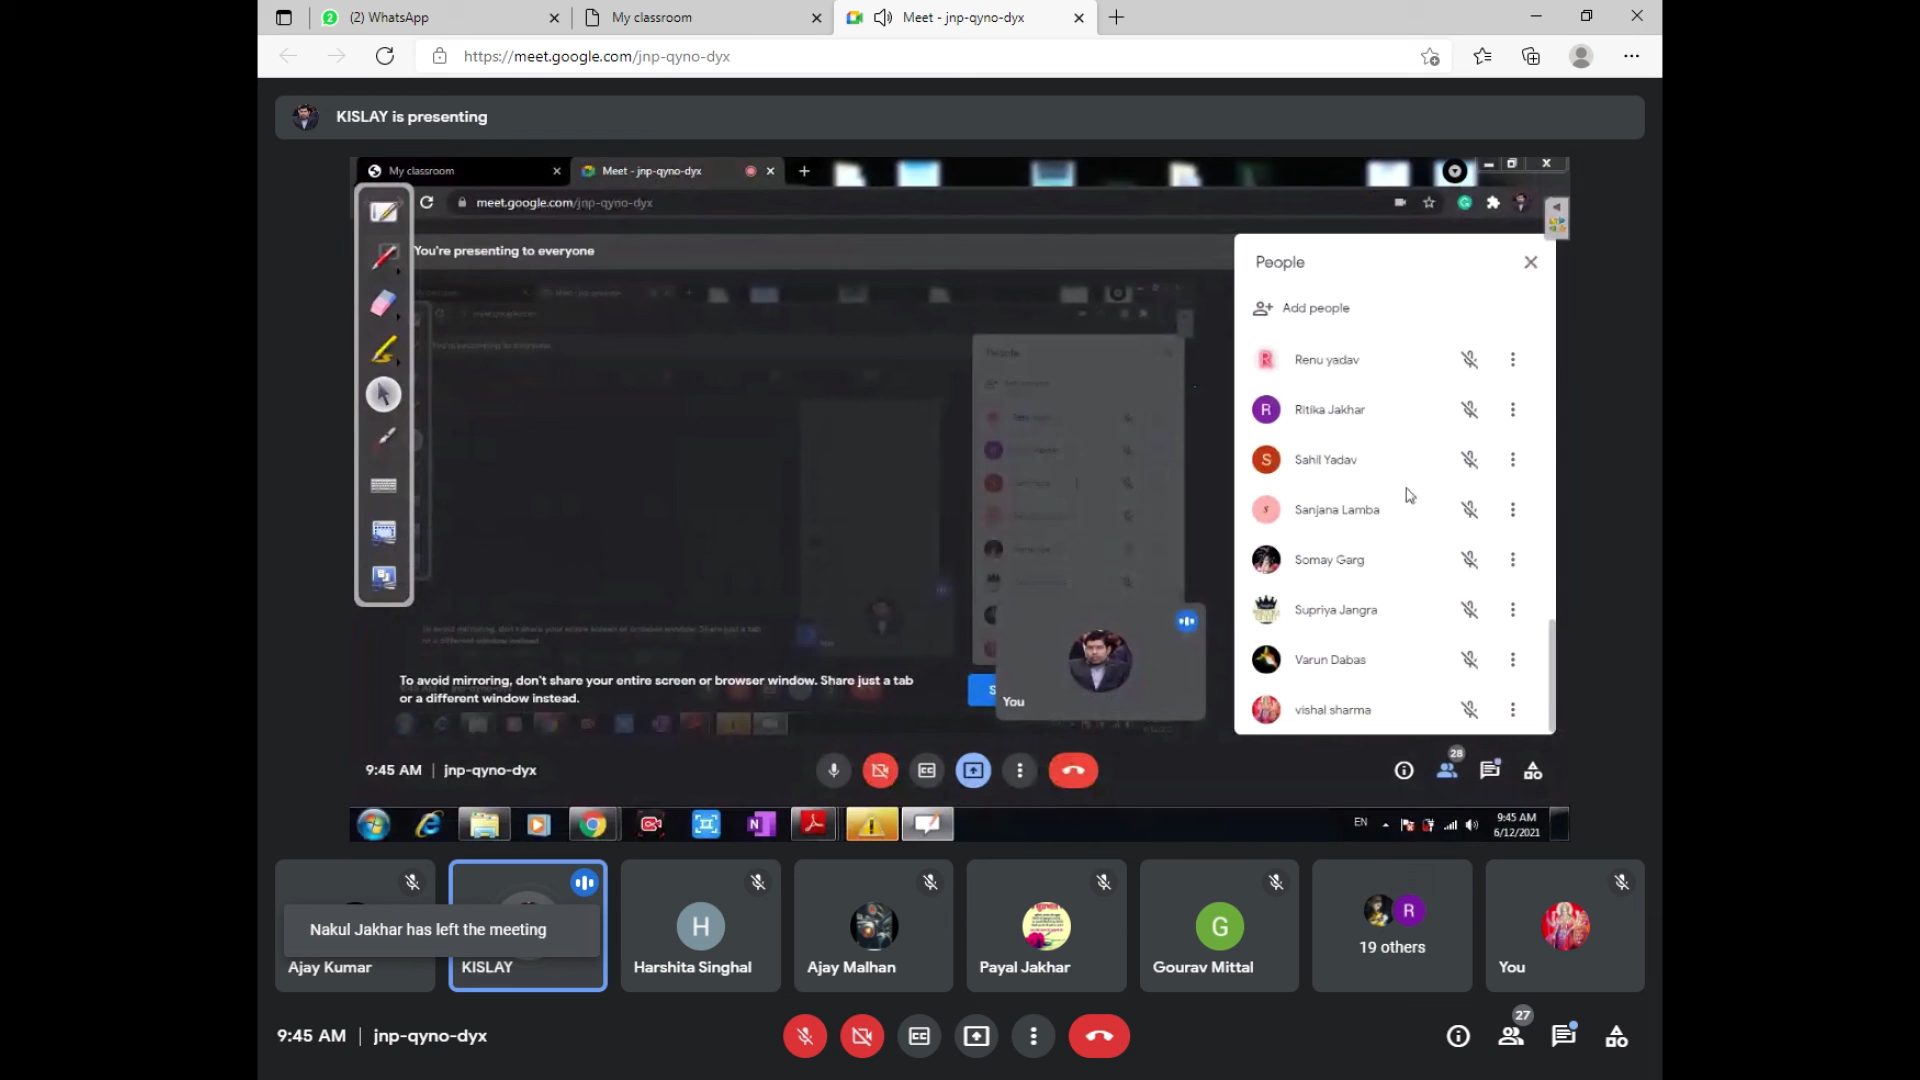 (2) WhatsApp
My classroom
Meet - jnp-qyno-dyx
https://meet.google.com/jnp-qyno-dyx
KISLAY is presenting
My classroom
Meet - jnp-qyno-dyx
meet.google.com/jnp-qyno-dyx
You're presenting to everyone
People
Add people
Renu yadav
Ritika Jakhar
Sahil Yadav
Sanjana Lamba
Somay Garg
Supriya Jangra
Varun Dabas
vishal sharma
To avoid mirroring, don't share your entire screen or browser window. Share just a tab
or a different window instead.
S
You
9:45 AM | jnp-qyno-dyx
28
EN
9:45 AM
6/12/2021
Nakul Jakhar has left the meeting
Ajay Kumar
KISLAY
H
Harshita Singhal
Ajay Malhan
Payal Jakhar
G
Gourav Mittal
R
19 others
You
9:45 AM | jnp-qyno-dyx
27